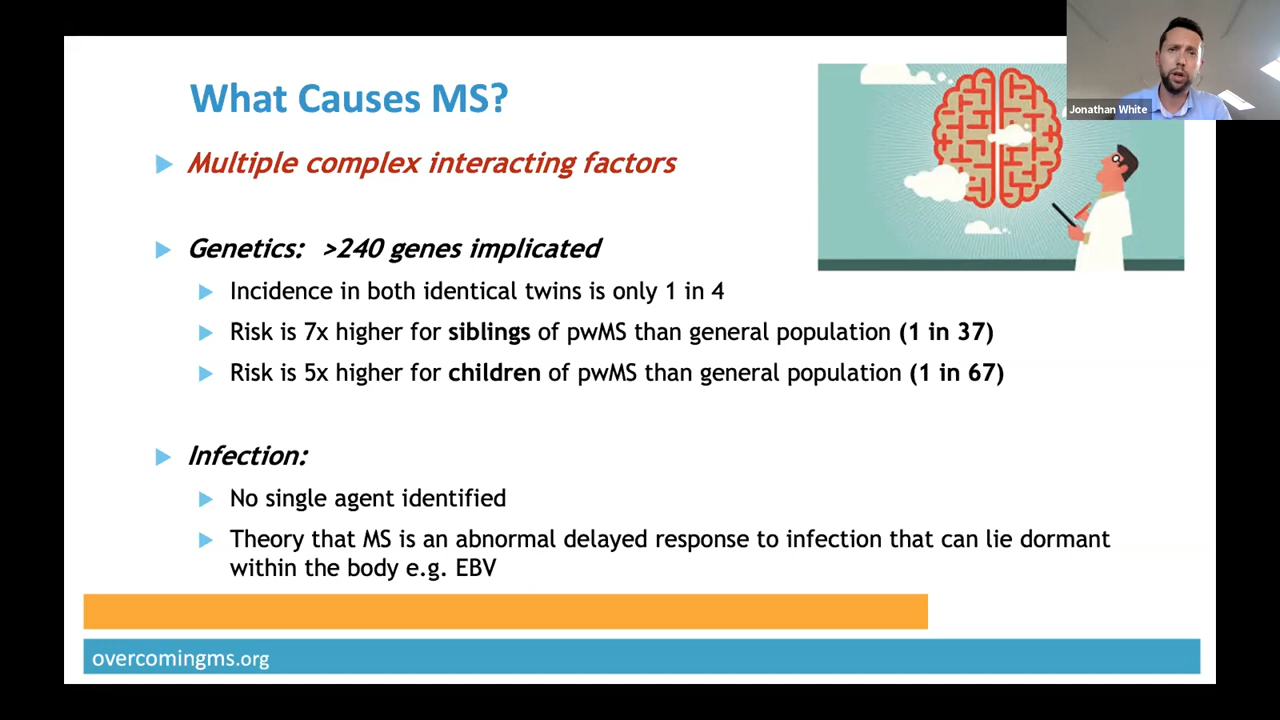 What Causes MS?
Multiple complex interacting factors
Genetics: >240 genes implicated
Incidence in both identical twins is only 1 in 4
Risk is 7x higher for siblings of pwMS than general population (1 in 37)
Risk is 5x higher for children of pwMS than general population (1 in 67)
Infection:
No single agent identified
Theory that MS is an abnormal delayed response to infection that can lie dormant
within the body e.g. EBV
overcomingms.org
Jonathan White